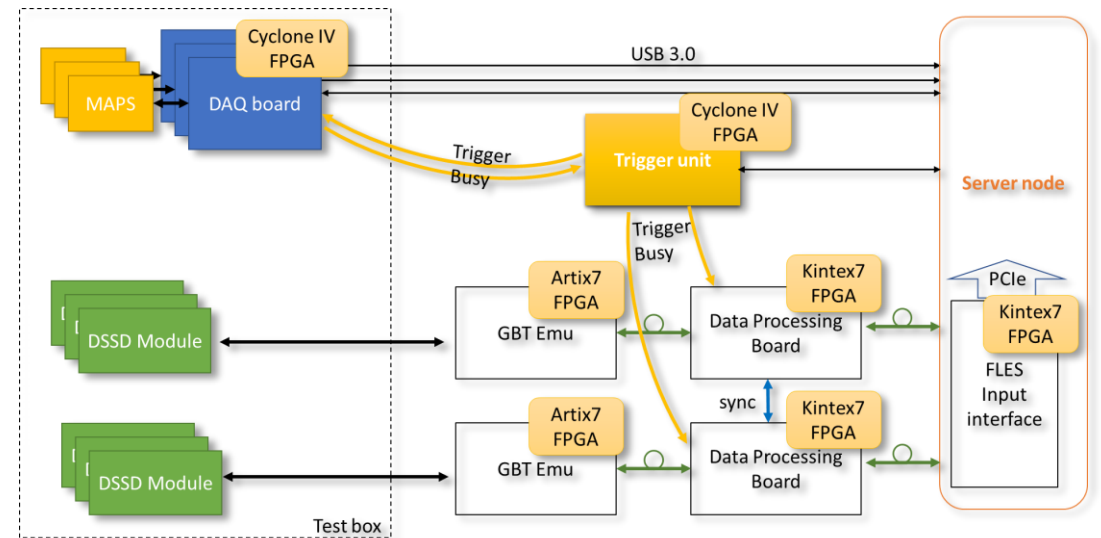 Cyclone IV
FPGA
USB 3.0
MAPS
DAQ board
Cyclone IV
FPGA
Trigger
Busy
Trigger unit
Server node
Trigger
Busy
Artix7
FPGA
Kintex7
FPGA
PCIe
Kintex7
FPGA
DSSD Module
GBT Emu
Data Processing
Board
FLES
Input
interface
sync
Artix7
FPGA
Kintex7
FPGA
DSSD Module
GBT Emu
Data Processing
Board
Test box